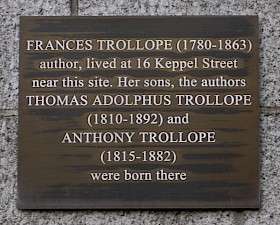 FRANCES TROLLOPE (1780-1863)
author, lived at 16 Keppel Street
near this site. Her sons, the authors
THOMAS ADOLPHUS TROLLOPE
(1810-1892) and
ANTHONY TROLLOPE
(1815-1882)
were born there